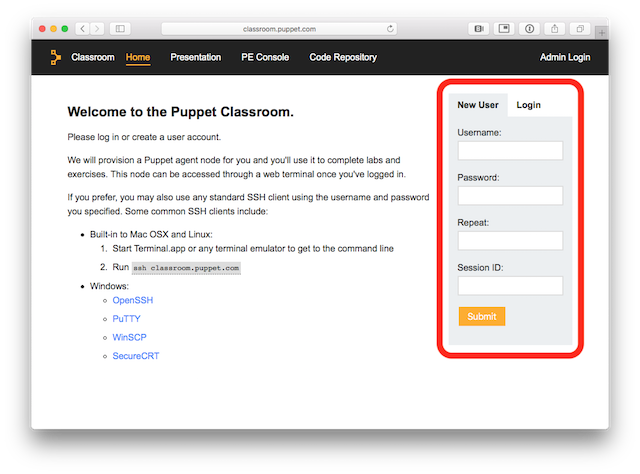 classroom.puppet.com
Classroom Home Presentation PE Console Code Repository Admin Login
Welcome to the Puppet Classroom.
Please log in or create a user account.
We will provision a Puppet agent node for you and you'll use it to complete labs and
exercises. This node can be accessed through a web terminal once you've logged in.
If you prefer, you may also use any standard SSH client using the username and password
you specified. Some common SSH clients include:
• Built-in to Mac OSX and Linux:
1. Start Terminal.app or any terminal emulator to get to the command line
2. Run ssh classroom.puppet.com
• Windows:
◦ OpenSSH
◦ PuTTY
◦ WinSCP
◦ SecureCRT
New User Login
Username:
Password:
Repeat:
Session ID:
Submit